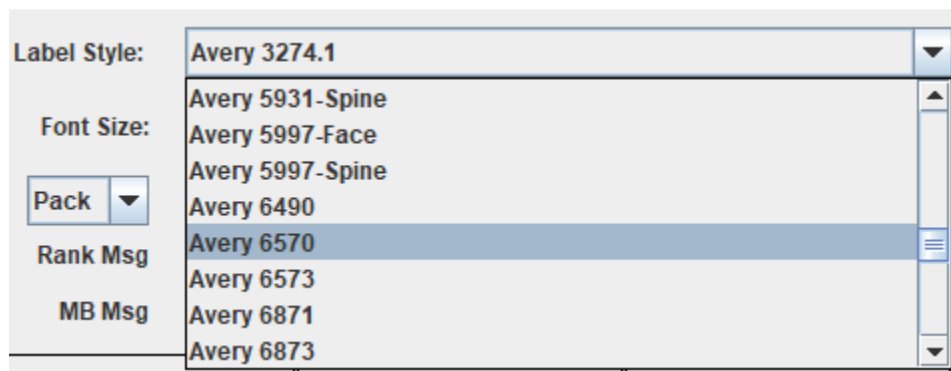 Label Style: Avery 3274.1
Avery 5931-Spine
Font Size:
Avery 5997-Face
Avery 5997-Spine
Pack
Avery 6490
Avery 6570
Rank Msg
Avery 6573
MB Msg
Avery 6871
Avery 6873